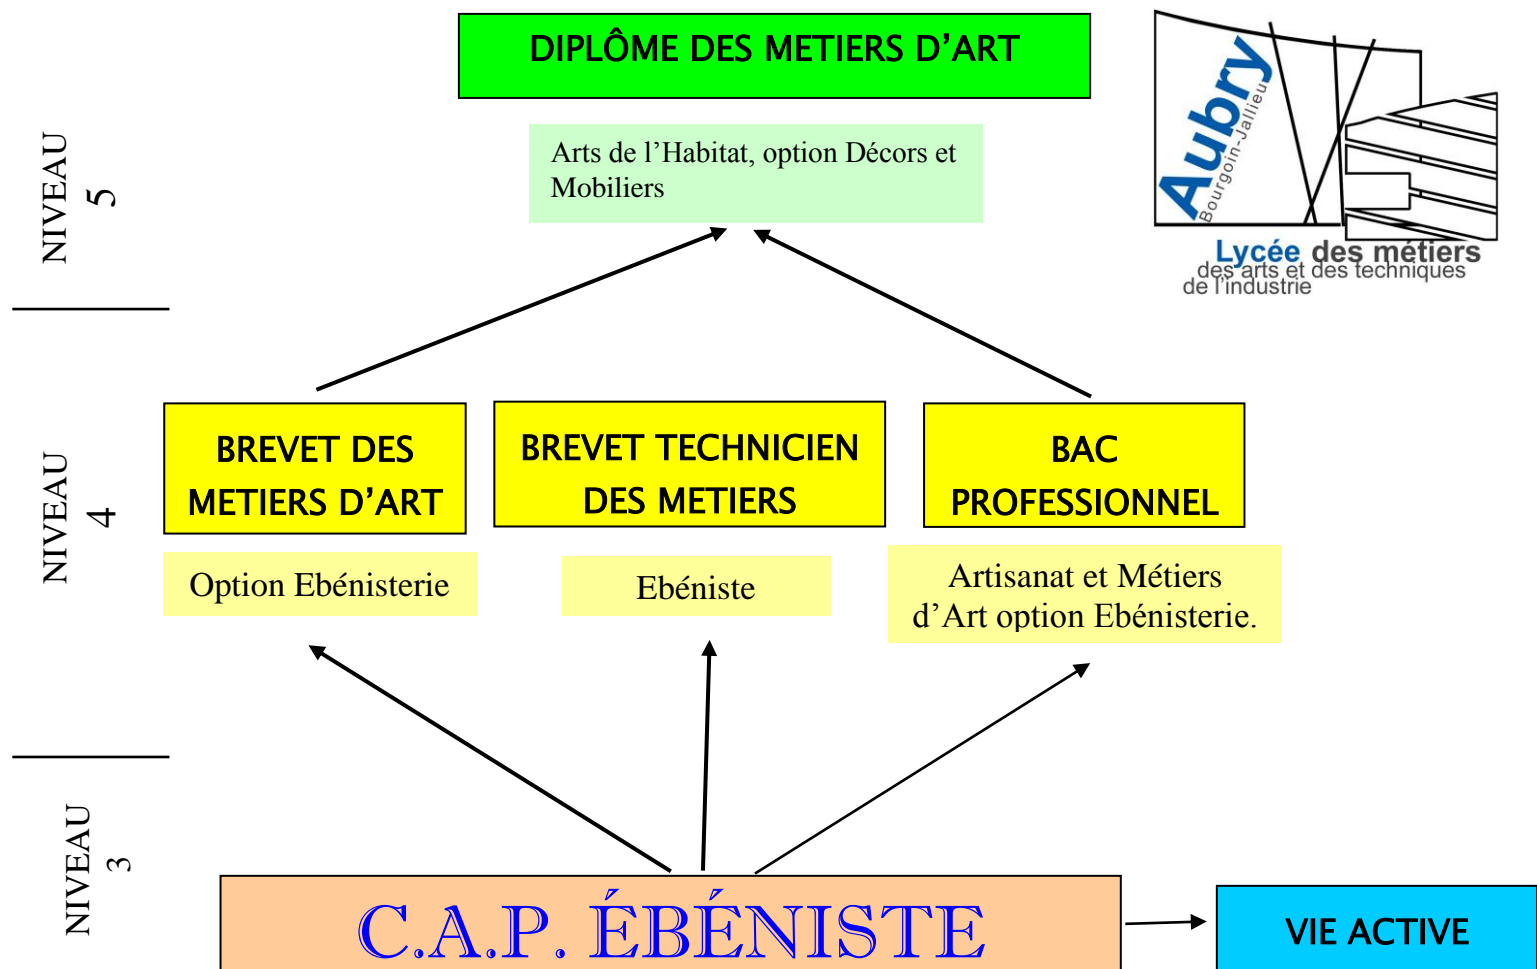 DIPLÔME DES METIERS D’ART
Arts de l’Habitat, option Décors et
Mobiliers
Aubry
Bourgoin-Jallieu
Lycée des métiers
des arts et des techniques
de l'industrie
NIVEAU
5
BREVET DES
METIERS D’ART
BREVET TECHNICIEN
DES METIERS
BAC
PROFESSIONNEL
NIVEAU
4
Option Ebénisterie
Ebéniste
Artisanat et Métiers
d’Art option Ebénisterie.
NIVEAU
3
C.A.P. ÉBÉNISTE
VIE ACTIVE